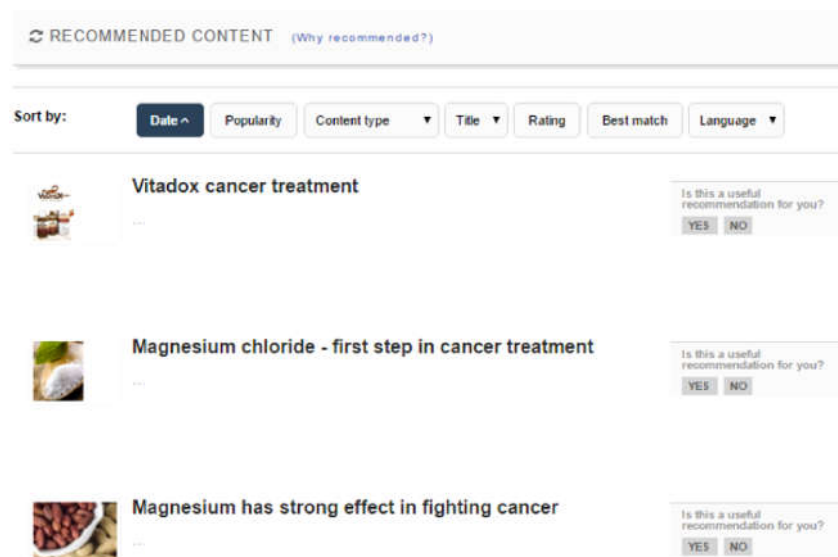 RECOMMENDED CONTENT (Why recommended?)
Sort by: Date Popularity Content type Title Rating Best match Language
Vitadox cancer treatment
...
Is this a useful
recommendation for you?
YES NO
Magnesium chloride - first step in cancer treatment
...
Is this a useful
recommendation for you?
YES NO
Magnesium has strong effect in fighting cancer
...
Is this a useful
recommendation for you?
YES NO